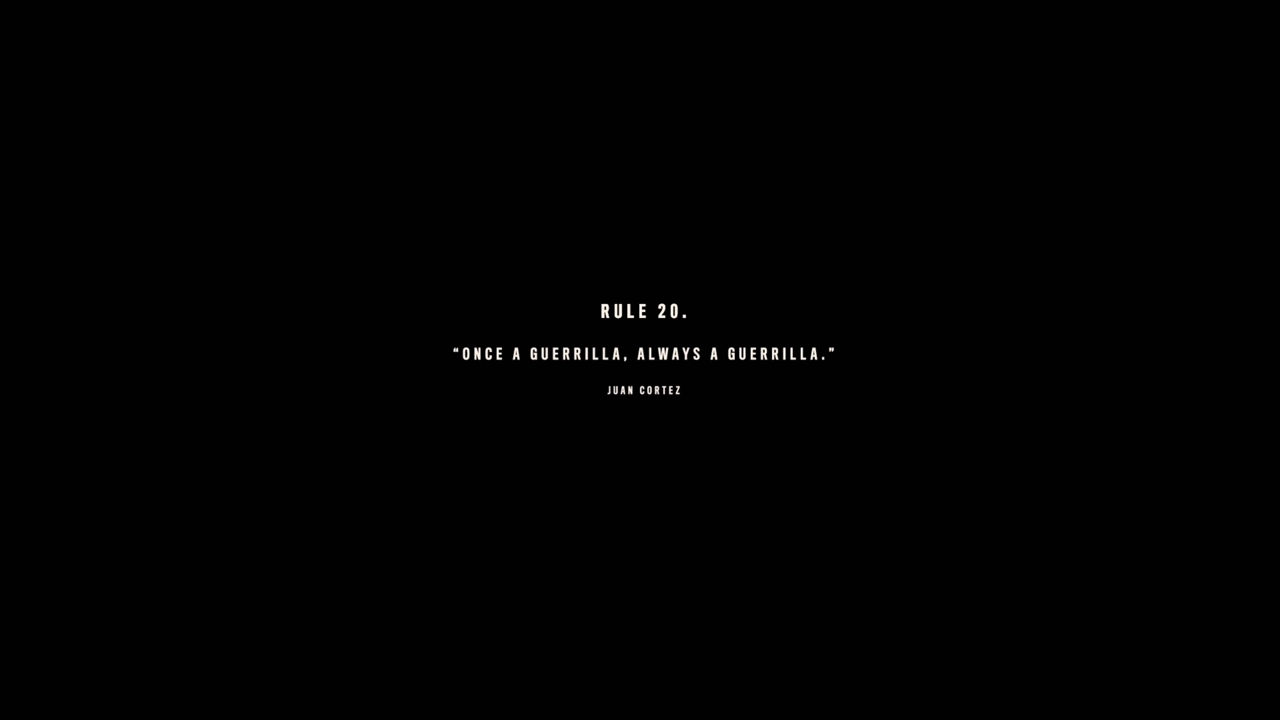 RULE 20.
“ONCE A GUERRILLA, ALWAYS A GUERRILLA.”
JUAN CORTEZ